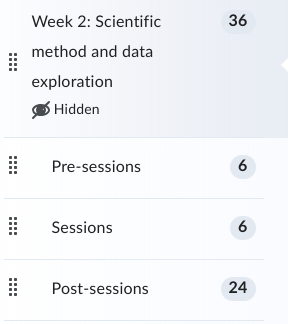 Week 2: Scientific 36
method and data
exploration
Hidden
Pre-sessions 6
Sessions 6
Post-sessions 24